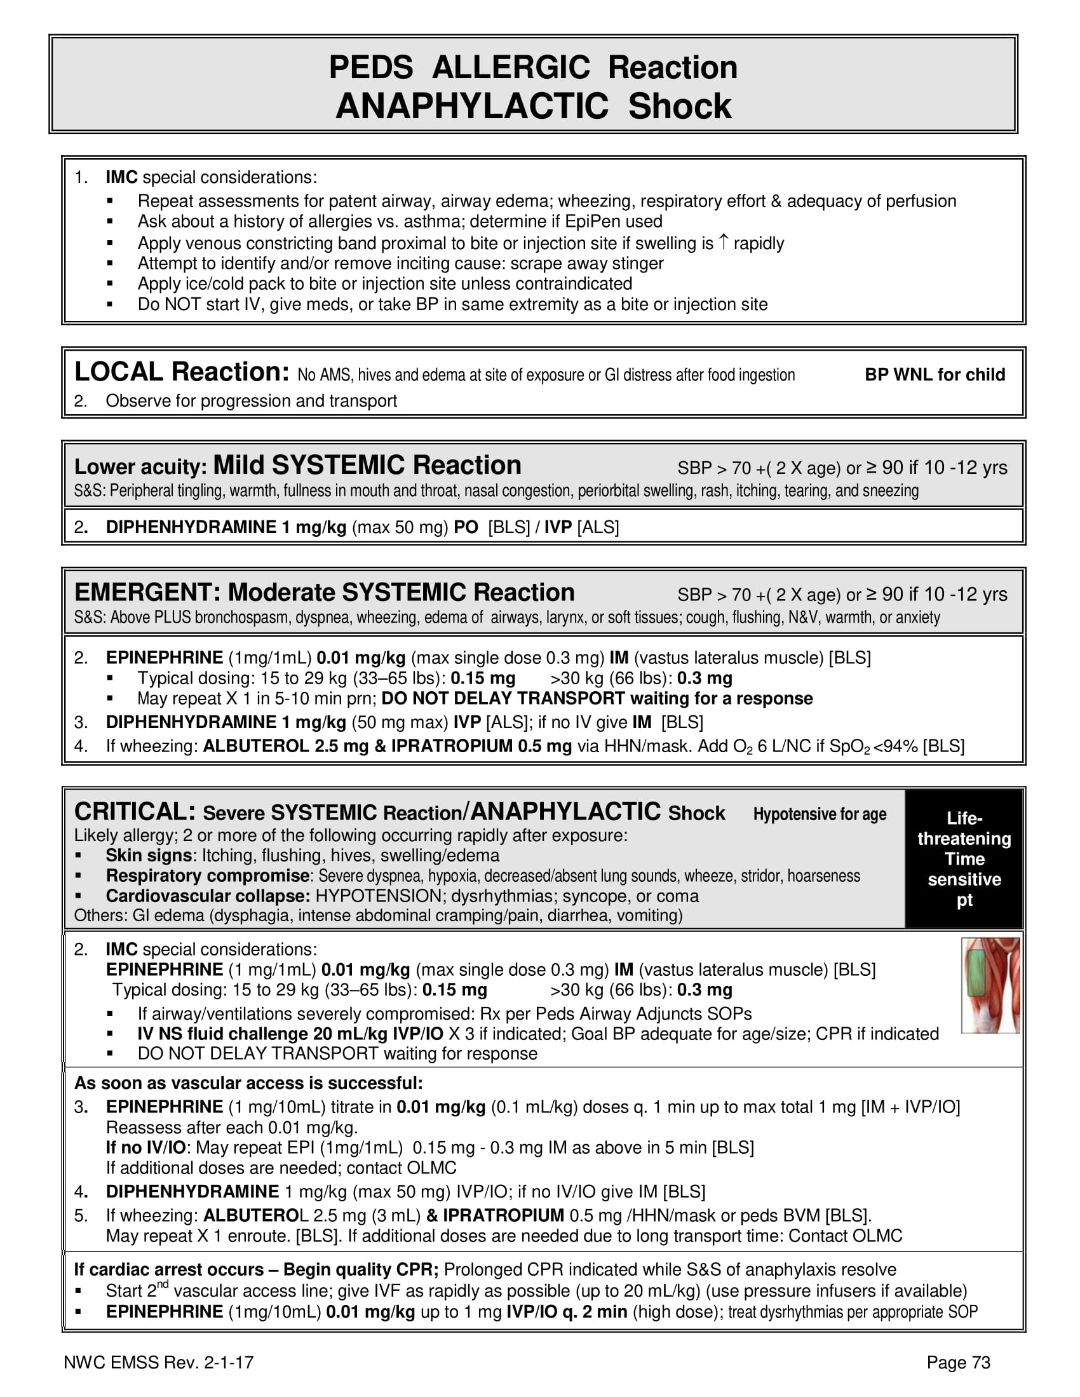 PEDS ALLERGIC Reaction
ANAPHYLACTIC Shock
1. IMC special considerations:
▪ Repeat assessments for patent airway, airway edema; wheezing, respiratory effort & adequacy of perfusion
▪ Ask about a history of allergies vs. asthma; determine if EpiPen used
▪ Apply venous constricting band proximal to bite or injection site if swelling is ↑ rapidly
▪ Attempt to identify and/or remove inciting cause: scrape away stinger
▪ Apply ice/cold pack to bite or injection site unless contraindicated
▪ Do NOT start IV, give meds, or take BP in same extremity as a bite or injection site
LOCAL Reaction: No AMS, hives and edema at site of exposure or GI distress after food ingestion BP WNL for child
2. Observe for progression and transport
Lower acuity: Mild SYSTEMIC Reaction SBP > 70 +( 2 X age) or ≥ 90 if 10 -12 yrs
S&S: Peripheral tingling, warmth, fullness in mouth and throat, nasal congestion, periorbital swelling, rash, itching, tearing, and sneezing
2. DIPHENHYDRAMINE 1 mg/kg (max 50 mg) PO [BLS] / IVP [ALS]
EMERGENT: Moderate SYSTEMIC Reaction SBP > 70 +( 2 X age) or ≥ 90 if 10 -12 yrs
S&S: Above PLUS bronchospasm, dyspnea, wheezing, edema of airways, larynx, or soft tissues; cough, flushing, N&V, warmth, or anxiety
2. EPINEPHRINE (1mg/1mL) 0.01 mg/kg (max single dose 0.3 mg) IM (vastus lateralus muscle) [BLS]
▪ Typical dosing: 15 to 29 kg (33–65 lbs): 0.15 mg >30 kg (66 lbs): 0.3 mg
▪ May repeat X 1 in 5-10 min prn; DO NOT DELAY TRANSPORT waiting for a response
3. DIPHENHYDRAMINE 1 mg/kg (50 mg max) IVP [ALS]; if no IV give IM [BLS]
4. If wheezing: ALBUTEROL 2.5 mg & IPRATROPIUM 0.5 mg via HHN/mask. Add O₂ 6 L/NC if SpO₂ <94% [BLS]
CRITICAL: Severe SYSTEMIC Reaction/ANAPHYLACTIC Shock Hypotensive for age
Likely allergy; 2 or more of the following occurring rapidly after exposure:
▪ Skin signs: Itching, flushing, hives, swelling/edema
▪ Respiratory compromise: Severe dyspnea, hypoxia, decreased/absent lung sounds, wheeze, stridor, hoarseness
▪ Cardiovascular collapse: HYPOTENSION; dysrhythmias; syncope, or coma
Others: GI edema (dysphagia, intense abdominal cramping/pain, diarrhea, vomiting)
Life-
threatening
Time
sensitive
pt
2. IMC special considerations:
EPINEPHRINE (1 mg/1mL) 0.01 mg/kg (max single dose 0.3 mg) IM (vastus lateralus muscle) [BLS]
Typical dosing: 15 to 29 kg (33–65 lbs): 0.15 mg >30 kg (66 lbs): 0.3 mg
▪ If airway/ventilations severely compromised: Rx per Peds Airway Adjuncts SOPs
▪ IV NS fluid challenge 20 mL/kg IVP/IO X 3 if indicated; Goal BP adequate for age/size; CPR if indicated
▪ DO NOT DELAY TRANSPORT waiting for response
As soon as vascular access is successful:
3. EPINEPHRINE (1 mg/10mL) titrate in 0.01 mg/kg (0.1 mL/kg) doses q. 1 min up to max total 1 mg [IM + IVP/IO]
Reassess after each 0.01 mg/kg.
If no IV/IO: May repeat EPI (1mg/1mL) 0.15 mg - 0.3 mg IM as above in 5 min [BLS]
If additional doses are needed; contact OLMC
4. DIPHENHYDRAMINE 1 mg/kg (max 50 mg) IVP/IO; if no IV/IO give IM [BLS]
5. If wheezing: ALBUTEROL 2.5 mg (3 mL) & IPRATROPIUM 0.5 mg /HHN/mask or peds BVM [BLS].
May repeat X 1 enroute. [BLS]. If additional doses are needed due to long transport time: Contact OLMC
If cardiac arrest occurs – Begin quality CPR; Prolonged CPR indicated while S&S of anaphylaxis resolve
▪ Start 2nd vascular access line; give IVF as rapidly as possible (up to 20 mL/kg) (use pressure infusers if available)
▪ EPINEPHRINE (1mg/10mL) 0.01 mg/kg up to 1 mg IVP/IO q. 2 min (high dose); treat dysrhythmias per appropriate SOP
NWC EMSS Rev. 2-1-17 Page 73